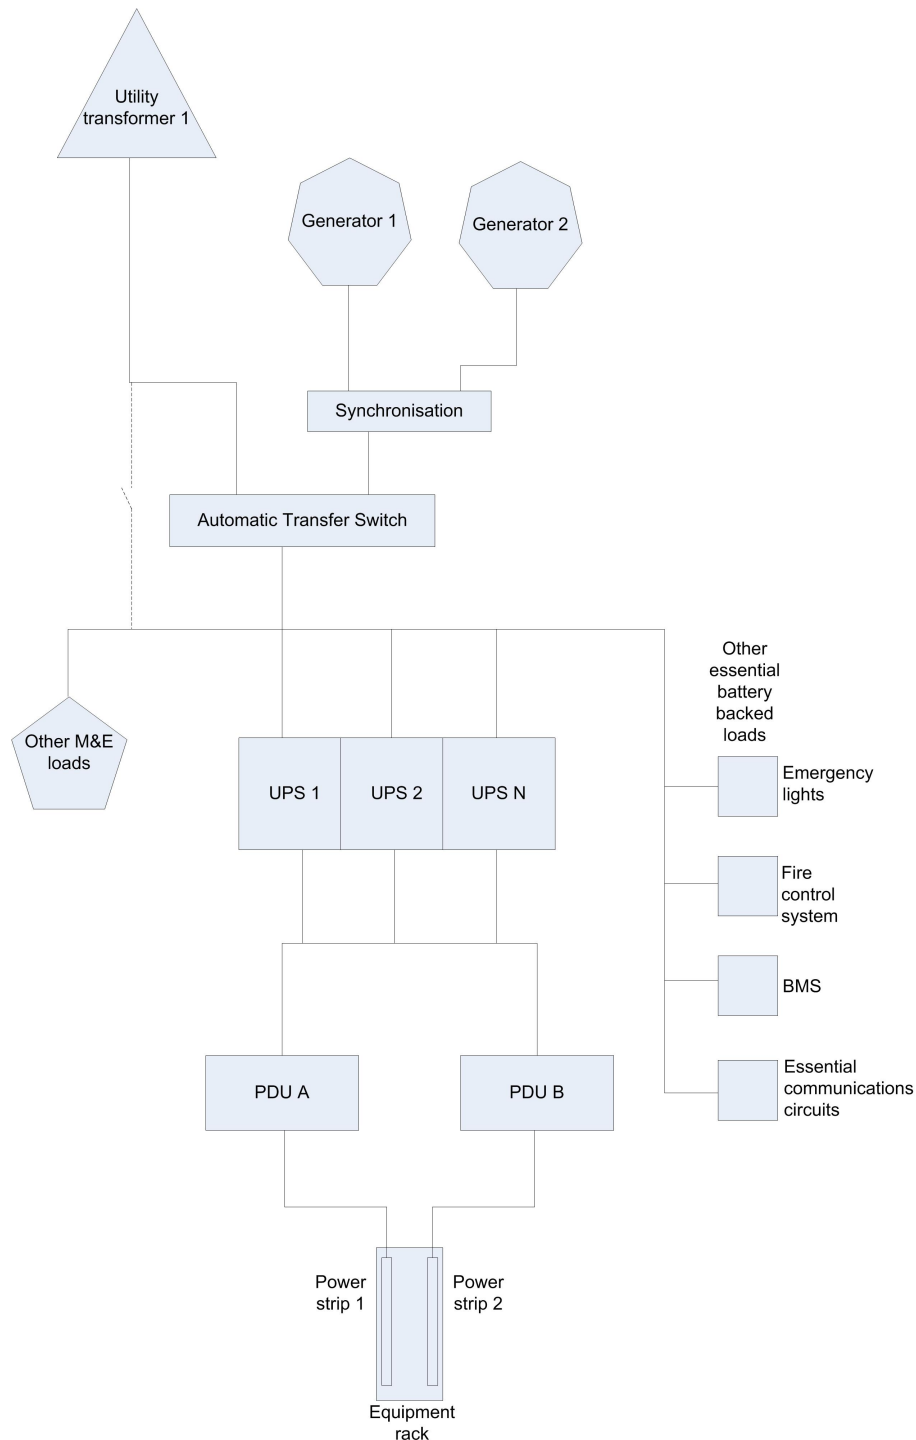 Utility
transformer 1
Generator 1
Generator 2
Synchronisation
Automatic Transfer Switch
Other
essential
battery
backed
loads
Other M&E
loads
UPS 1
UPS 2
UPS N
Emergency
lights
Fire
control
system
BMS
Essential
communications
circuits
PDU A
PDU B
Power
strip 1
Power
strip 2
Equipment
rack